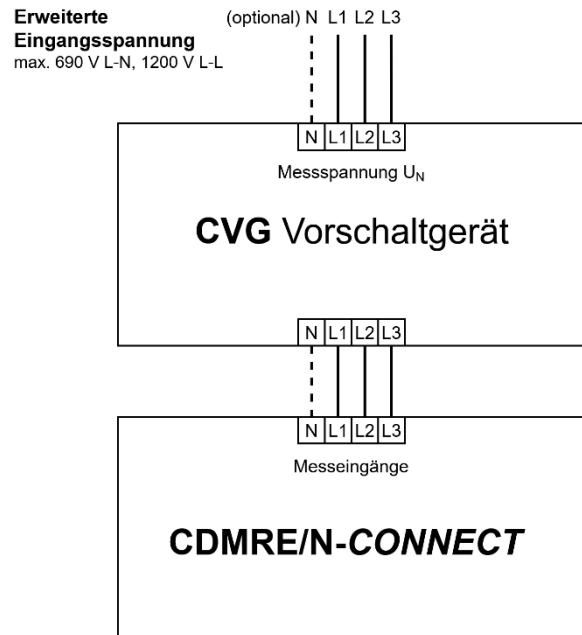 Erweiterte
Eingangsspannung
max. 690 V L-N, 1200 V L-L
(optional) N L1 L2 L3
N L1 L2 L3
Messspannung U_N
CVG Vorschaltgerät
N L1 L2 L3
N L1 L2 L3
Messeingänge
CDMRE/N-CONNECT